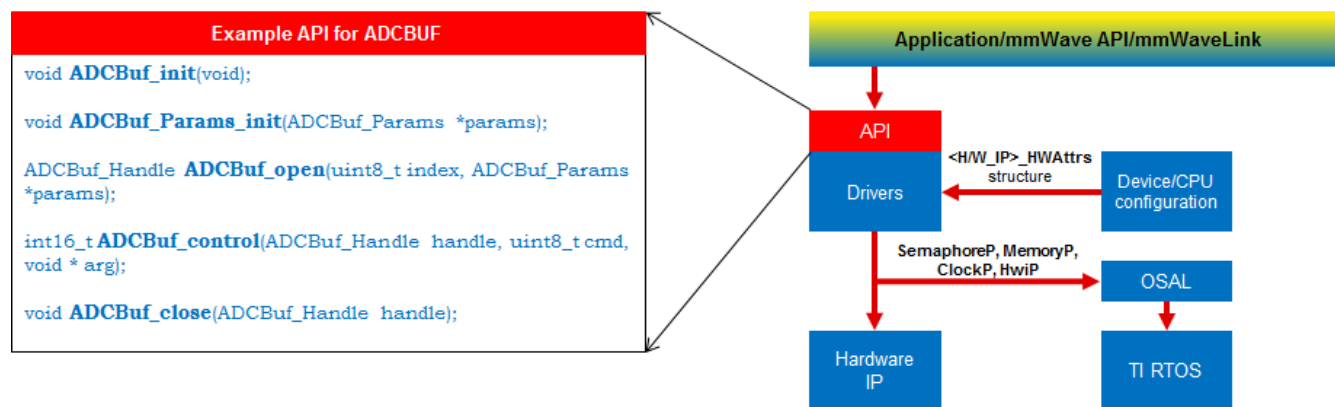 Example API for ADCBUF
void ADCBuf_init(void);
void ADCBuf_Params_init(ADCBuf_Params *params);
ADCBuf_Handle ADCBuf_open(uint8_t index, ADCBuf_Params
*params);
int16_t ADCBuf_control(ADCBuf_Handle handle, uint8_t cmd,
void * arg);
void ADCBuf_close(ADCBuf_Handle handle);
Application/mmWave API/mmWaveLink
API
Drivers
<H/W_IP>_HWAttrs
structure
Device/CPU
configuration
SemaphoreP, MemoryP,
ClockP, HwiP
OSAL
Hardware
IP
TI RTOS